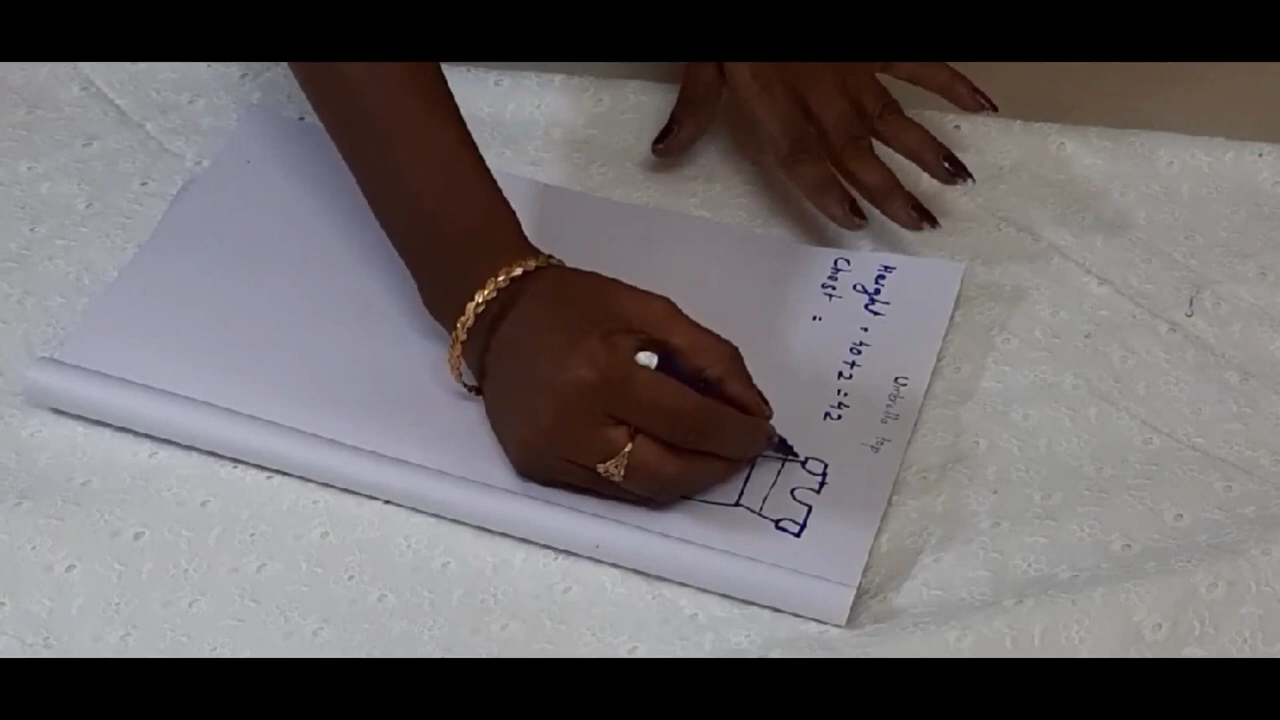 Umbrella top
Height = 40+2 = 42
Chest =